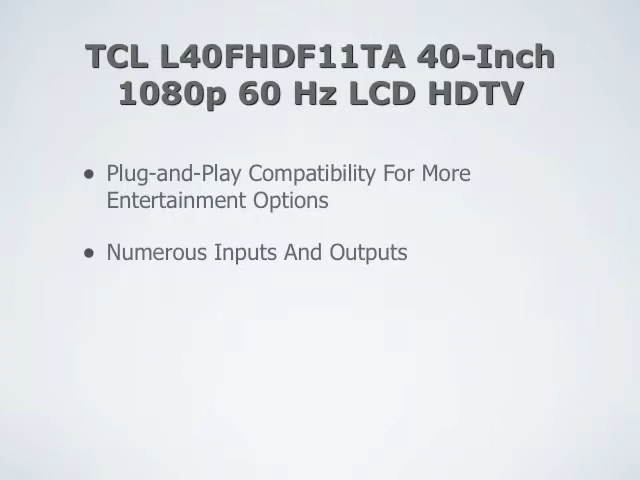 TCL L40FHDF11TA 40-Inch
1080p 60 Hz LCD HDTV
• Plug-and-Play Compatibility For More
Entertainment Options
• Numerous Inputs And Outputs